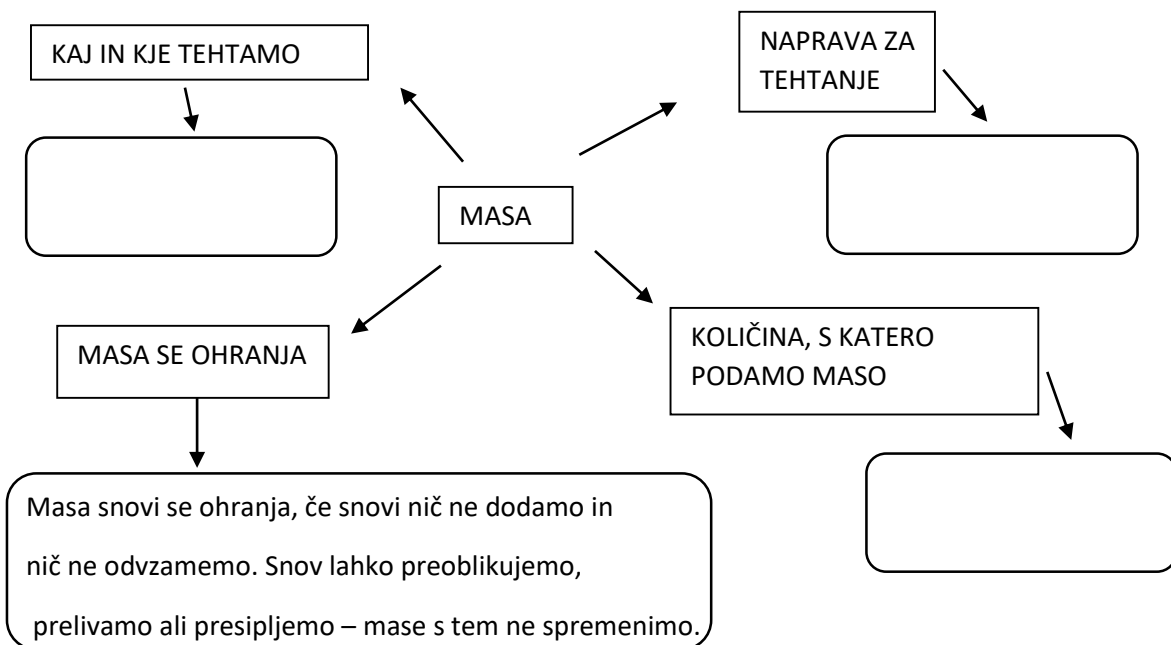 KAJ IN KJE TEHTAMO
NAPRAVA ZA
TEHTANJE
MASA
MASA SE OHRANJA
KOLIČINA, S KATERO
PODAMO MASO
Masa snovi se ohranja, če snovi nič ne dodamo in
nič ne odvzamemo. Snov lahko preoblikujemo,
prelivamo ali presipljemo – mase s tem ne spremenimo.